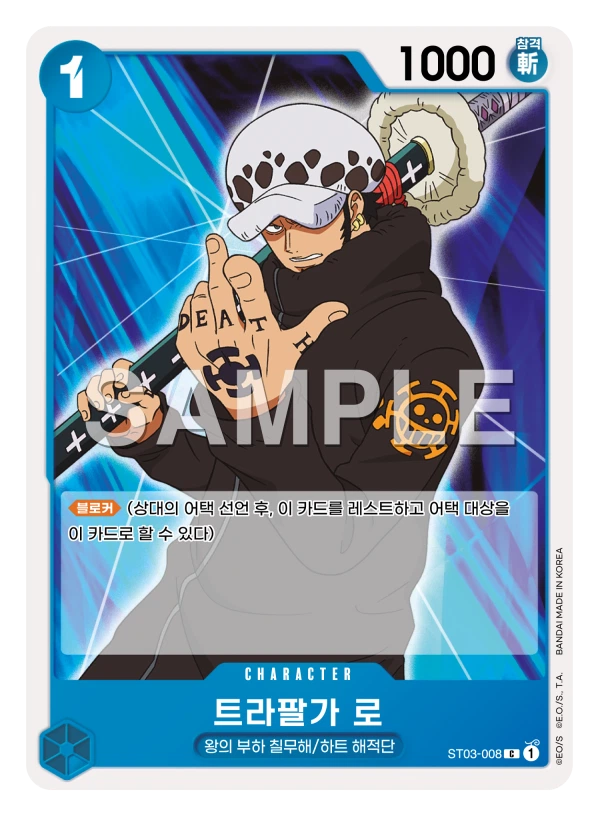 1
1000
참격
斬
DEATH
SAMPLE
블로커 (상대의 어택 선언 후, 이 카드를 레스트하고 어택 대상을
이 카드로 할 수 있다)
CHARACTER
트라팔가 로
왕의 부하 칠무해/하트 해적단
ST03-008 C 1
©EO/S ©E.O./S., T.A. BANDAI MADE IN KOREA